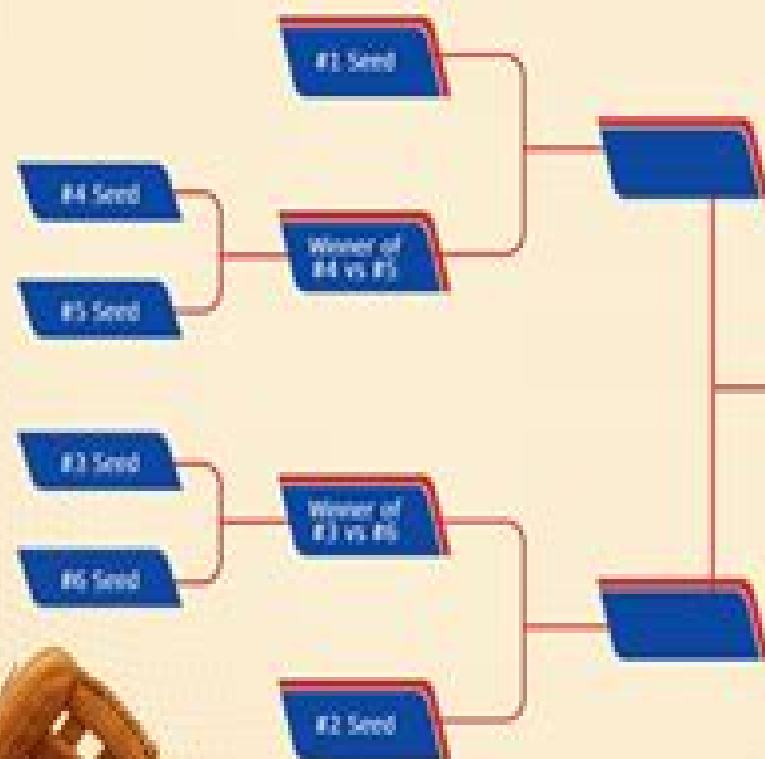 #1 Seed
#4 Seed
Winner of
#4 vs #5
#5 Seed
#3 Seed
Winner of
#3 vs #6
#6 Seed
#2 Seed